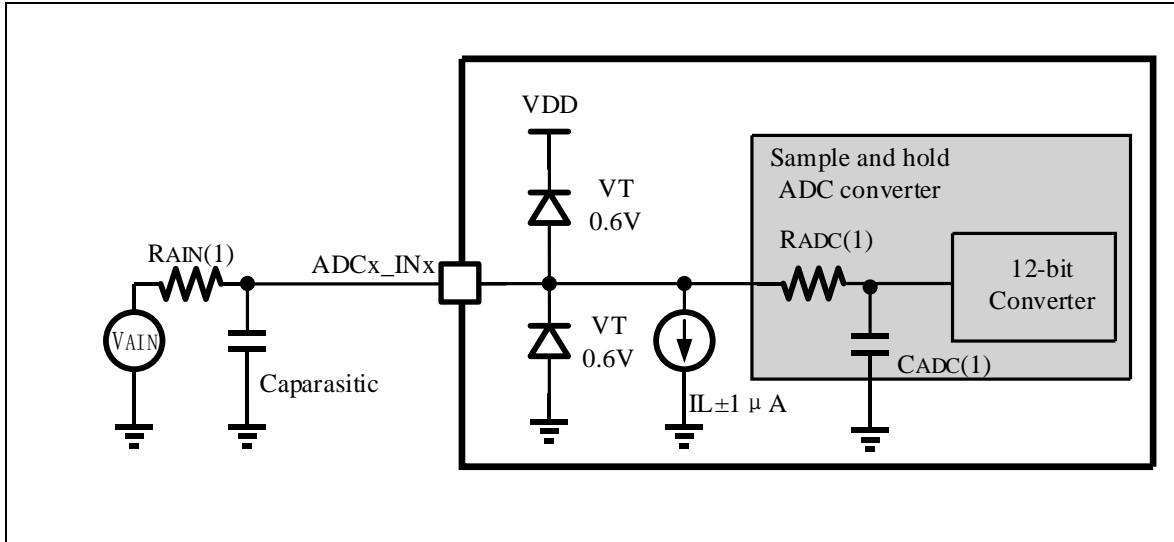 VDD
Sample and hold
ADC converter
VT
0.6V
RAIN(1)
ADCx_INx
RADC(1)
12-bit
Converter
VAIN
VT
0.6V
Caparasitic
CADC(1)
IL±1 μA